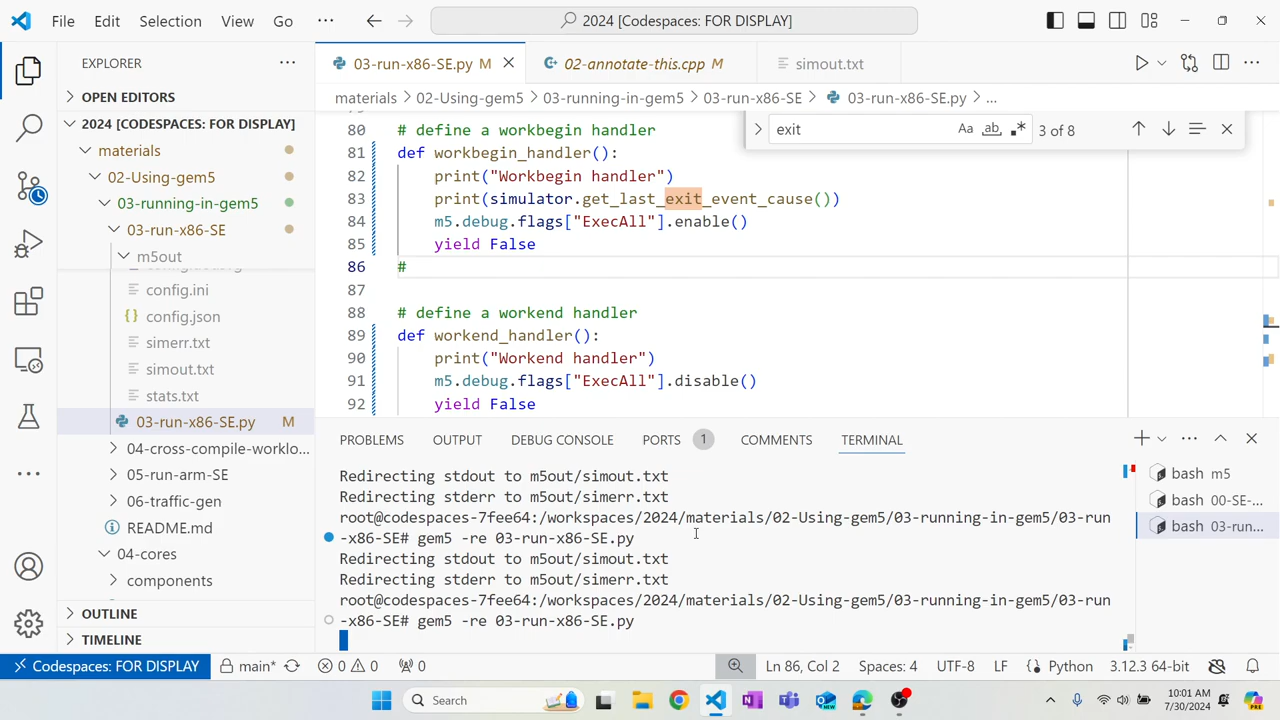 File Edit Selection View Go ··· 2024 [Codespaces: FOR DISPLAY]
EXPLORER
OPEN EDITORS
2024 [CODESPACES: FOR DISPLAY]
materials
02-Using-gem5
03-running-in-gem5
03-run-x86-SE
m5out
config.ini
config.json
simerr.txt
simout.txt
stats.txt
03-run-x86-SE.py M
04-cross-compile-worklo...
05-run-arm-SE
06-traffic-gen
README.md
04-cores
components
OUTLINE
TIMELINE
03-run-x86-SE.py M 02-annotate-this.cpp M simout.txt
materials > 02-Using-gem5 > 03-running-in-gem5 > 03-run-x86-SE > 03-run-x86-SE.py > ...
exit Aa ab 3 of 8
80 # define a workbegin handler
81 def workbegin_handler():
82 print("Workbegin handler")
83 print(simulator.get_last_exit_event_cause())
84 m5.debug.flags["ExecAll"].enable()
85 yield False
86 #
87
88 # define a workend handler
89 def workend_handler():
90 print("Workend handler")
91 m5.debug.flags["ExecAll"].disable()
92 yield False
PROBLEMS OUTPUT DEBUG CONSOLE PORTS 1 COMMENTS TERMINAL
Redirecting stdout to m5out/simout.txt
Redirecting stderr to m5out/simerr.txt
root@codespaces-7fee64:/workspaces/2024/materials/02-Using-gem5/03-running-in-gem5/03-run
-x86-SE# gem5 -re 03-run-x86-SE.py
Redirecting stdout to m5out/simout.txt
Redirecting stderr to m5out/simerr.txt
root@codespaces-7fee64:/workspaces/2024/materials/02-Using-gem5/03-running-in-gem5/03-run
-x86-SE# gem5 -re 03-run-x86-SE.py
bash m5
bash 00-SE-...
bash 03-run...
Codespaces: FOR DISPLAY main* 0 0 0 Ln 86, Col 2 Spaces: 4 UTF-8 LF Python 3.12.3 64-bit
Search
10:01 AM
7/30/2024